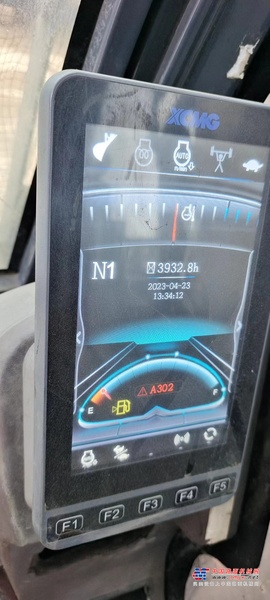 XCMG
AUTO
N1
3932.8h
2023-04-23
13:34:12
A302
E
F
F1
F2
F3
F4
F5